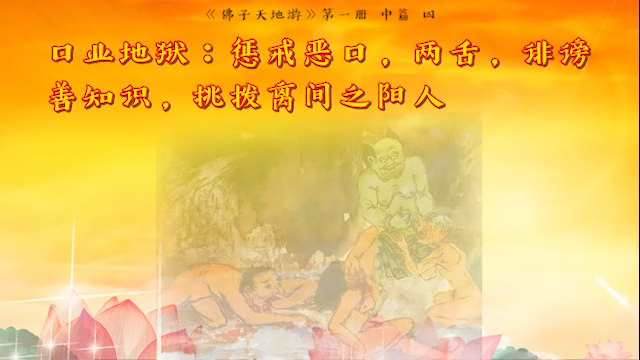 《佛子天地游》第一册 中篇 四
口业地狱：惩戒恶口，两舌，诽谤
善知识，挑拨离间之阳人